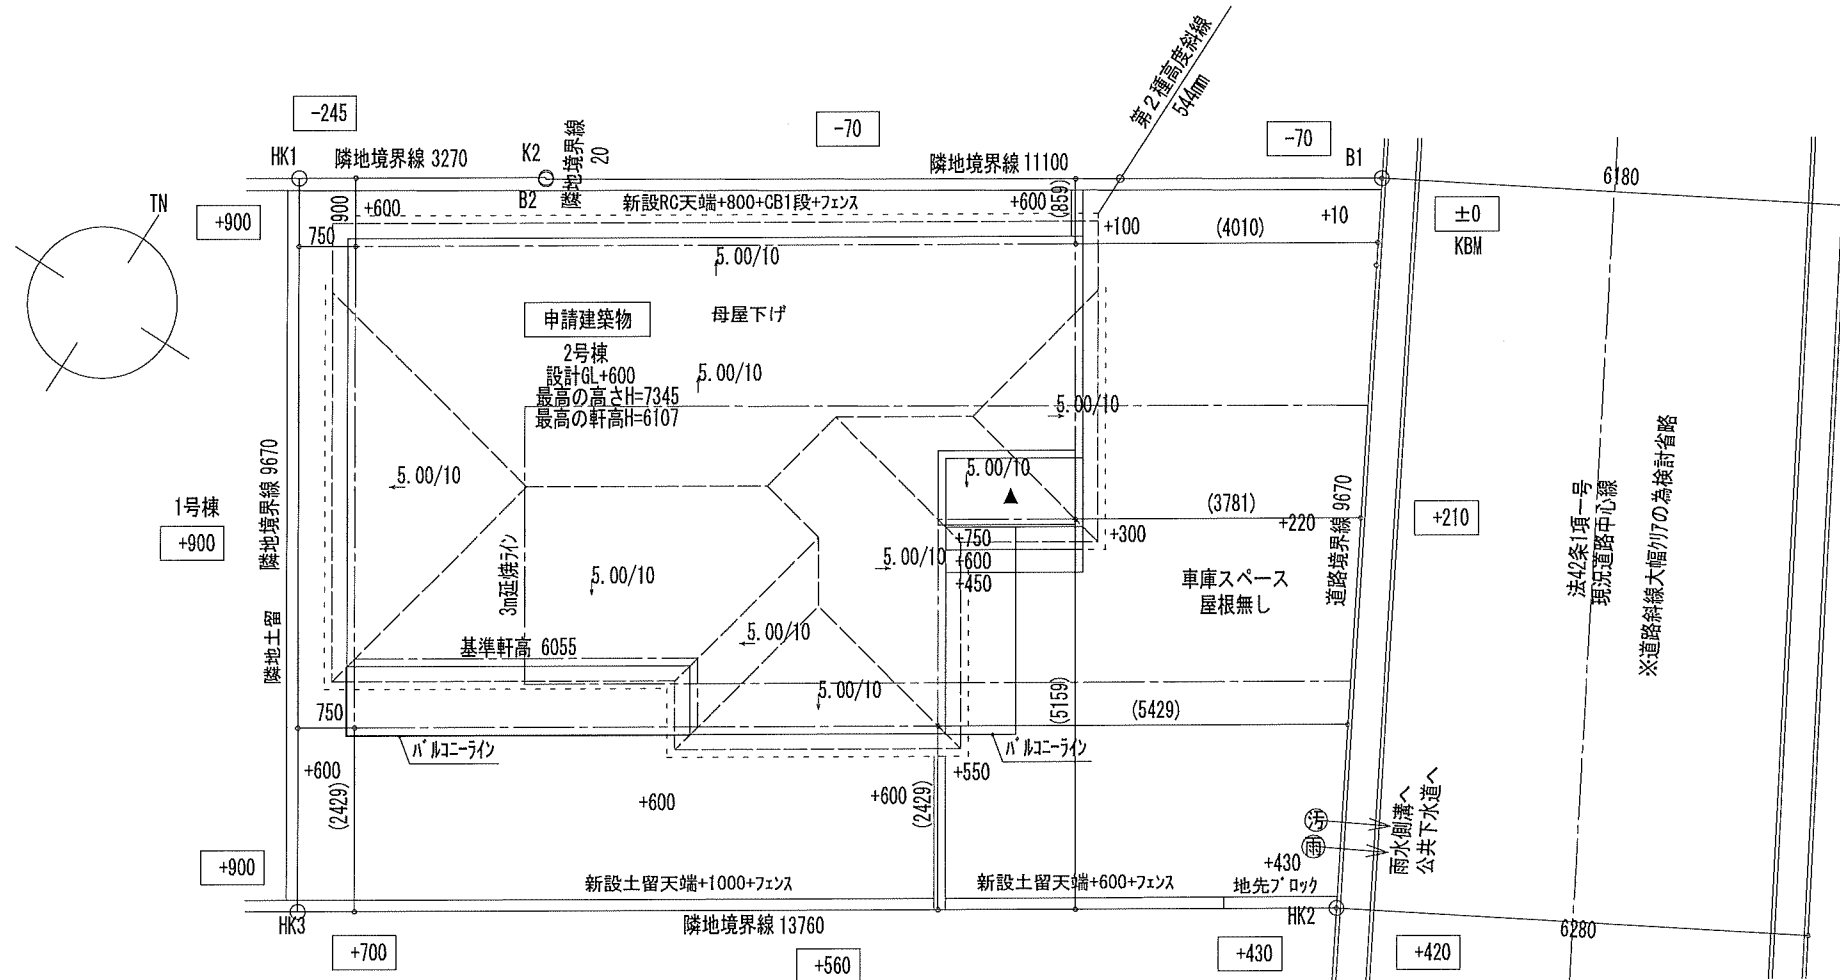 -245
-70
第２種高度斜線
544mm
-70
HK1
隣地境界線 3270
K2
隣地境界線
20
隣地境界線 11100
B1
6180
TN
+900
900
+600
B2
新設RC天端+800+CB1段+フェンス
+600
(859)
+100
(4010)
+10
±0
KBM
750
5.00/10
申請建築物
母屋下げ
2号棟
設計GL+600
最高の高さH=7345
最高の軒高H=6107
5.00/10
5.00/10
隣地境界線 9670
1号棟
+900
5.00/10
5.00/10
▲
(3781)
+220
+300
道路境界線 9670
+210
法42条1項一号
現況道路中心線
※道路斜線大幅クリアの為検討省略
+750
+600
+450
5.00/10
3m延焼ライン
5.00/10
車庫スペース
屋根無し
隣地土留
基準軒高 6055
5.00/10
5.00/10
750
(5159)
(5429)
バルコニーライン
バルコニーライン
+600
(2429)
+600
+600
(2429)
+550
汚
雨
雨水側溝へ
公共下水道へ
+900
新設土留天端+1000+フェンス
新設土留天端+600+フェンス
+430
地先ブロック
HK3
隣地境界線 13760
HK2
6280
+700
+560
+430
+420